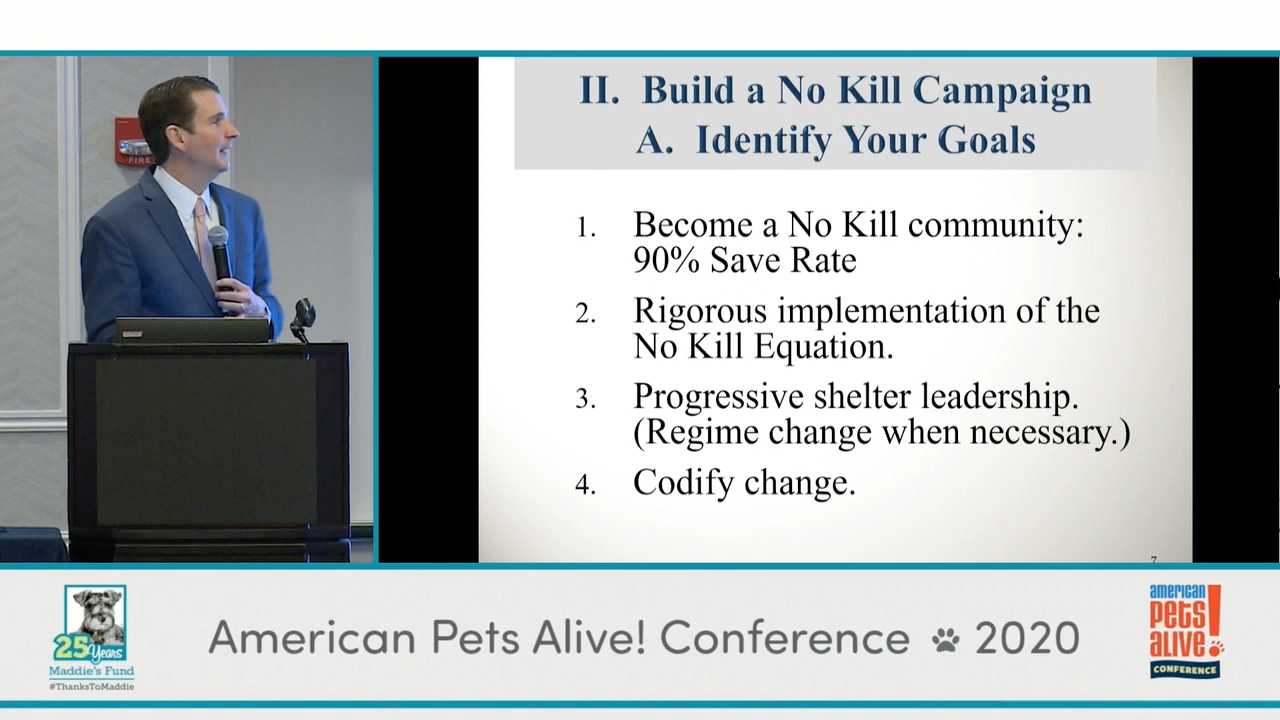 FIRE
II. Build a No Kill Campaign
A. Identify Your Goals
1. Become a No Kill community:
90% Save Rate
2. Rigorous implementation of the
No Kill Equation.
3. Progressive shelter leadership.
(Regime change when necessary.)
4. Codify change.
7
25 Years
Maddie's Fund
#ThanksToMaddie
American Pets Alive! Conference 2020
american
pets
alive!
CONFERENCE